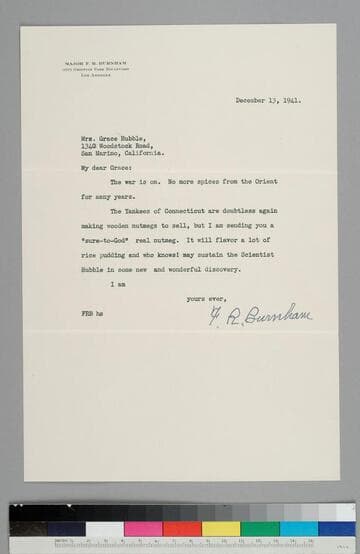 MAJOR F. R. BURNHAM
LOS ANGELES
December 13, 1941.
Mrs. Grace Hubble,
1340 Woodstock Road,
San Marino, California.
My dear Grace:
The war is on. No more spices from the Orient
for many years.
The Yankees of Connecticut are doubtless again
making wooden nutmegs to sell, but I am sending you a
"sure-to-God" real nutmeg. It will flavor a lot of
rice pudding and who knows! may sustain the Scientist
Hubble in some new and wonderful discovery.
I am
yours ever,
F. R. Burnham
FRB hs